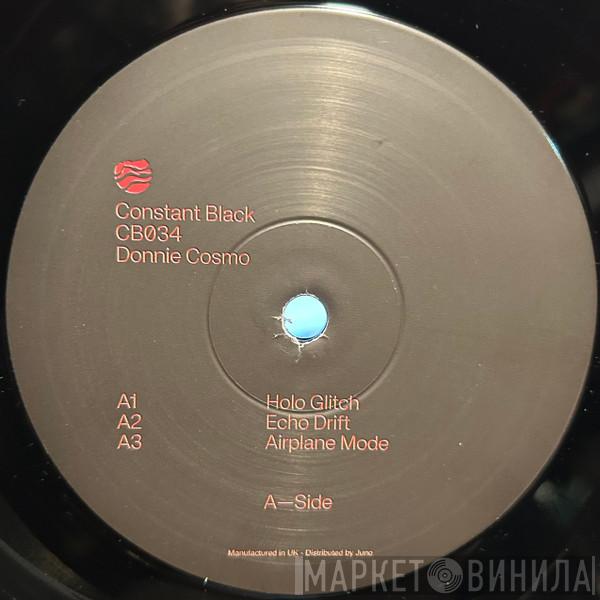 Constant Black
CB034
Donnie Cosmo
A1 Holo Glitch
A2 Echo Drift
A3 Airplane Mode
A—Side
Manufactured in UK - Distributed by Juno
МАРКЕТ ВИНИЛА